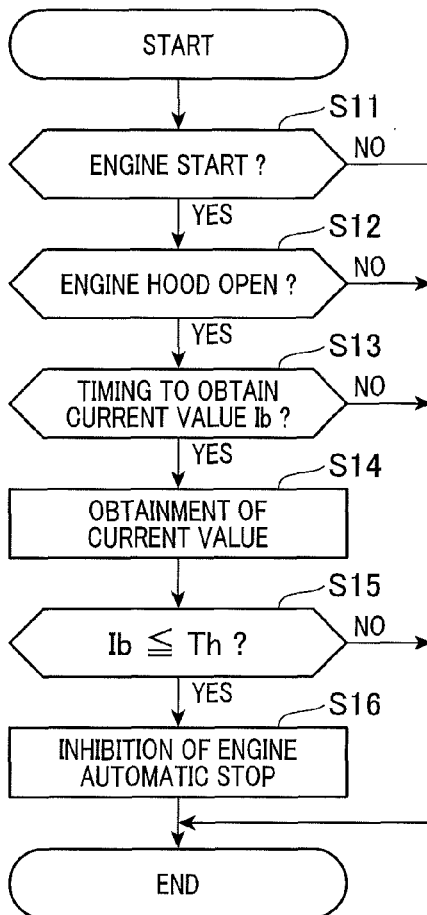 START
S11
ENGINE START ?
NO
YES
S12
ENGINE HOOD OPEN ?
NO
YES
S13
TIMING TO OBTAIN
CURRENT VALUE Ib ?
NO
YES
S14
OBTAINMENT OF
CURRENT VALUE
S15
Ib ≦ Th ?
NO
YES
S16
INHIBITION OF ENGINE
AUTOMATIC STOP
END